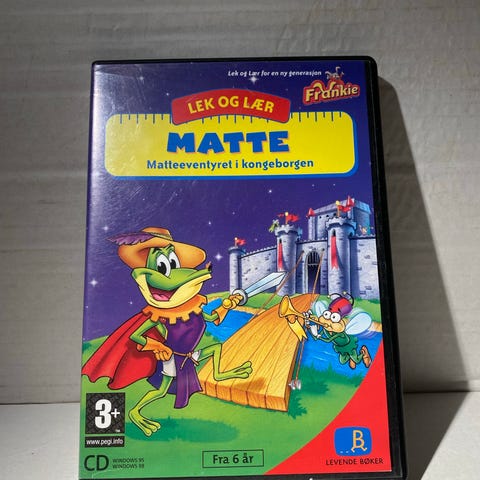 Lek og Lær for en ny generasjon
Frankie
LEK OG LÆR
MATTE
Matteeventyret i kongeborgen
3+
www.pegi.info
CD WINDOWS 95
WINDOWS 98
Fra 6 år
B
LEVENDE BØKER